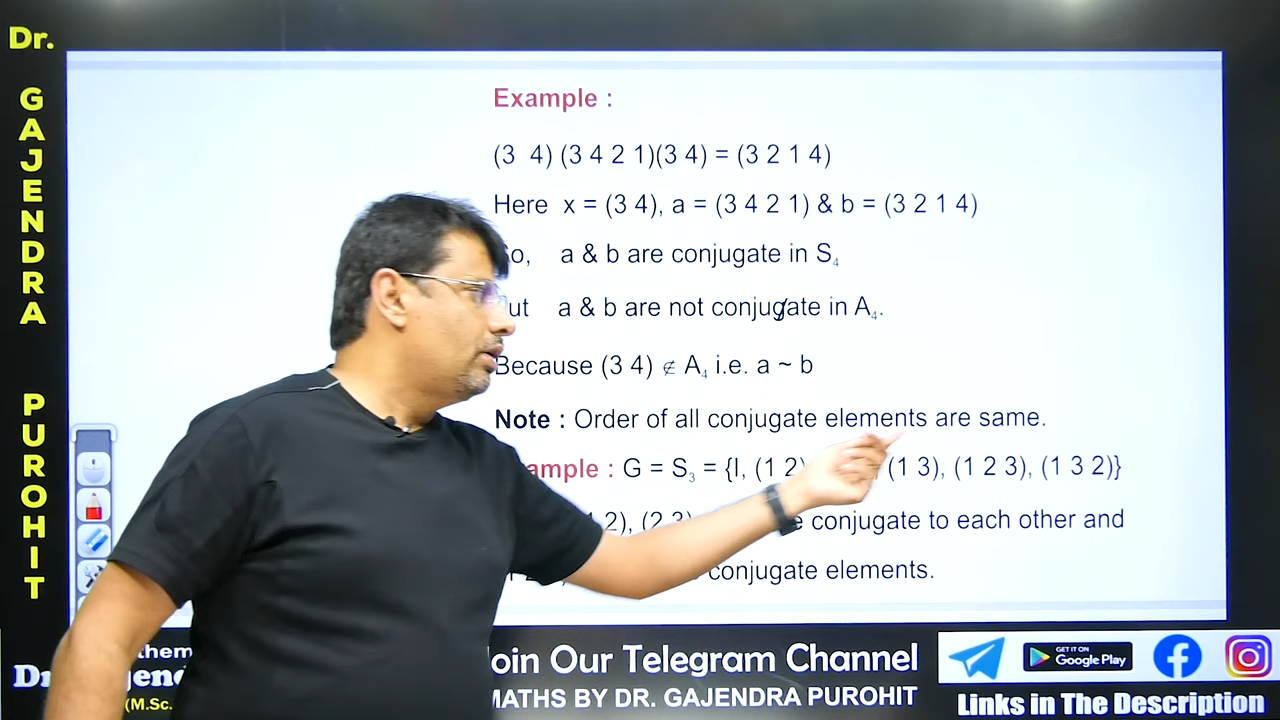 Dr.
GAJENDRA
PUROHIT
Example :
(3 4) (3 4 2 1)(3 4) = (3 2 1 4)
Here x = (3 4), a = (3 4 2 1) & b = (3 2 1 4)
a & b are conjugate in S₄
a & b are not conjugate in A₄.
Because (3 4) ∉ A₄ i.e. a ~ b
Note : Order of all conjugate elements are same.
: G = S₃ = {I, (1 2) (1 3), (1 2 3), (1 3 2)}
conjugate to each other and
conjugate elements.
Our Telegram Channel
MATHS BY DR. GAJENDRA PUROHIT
GET IT ON
Google Play
Links in The Description
(M.Sc.